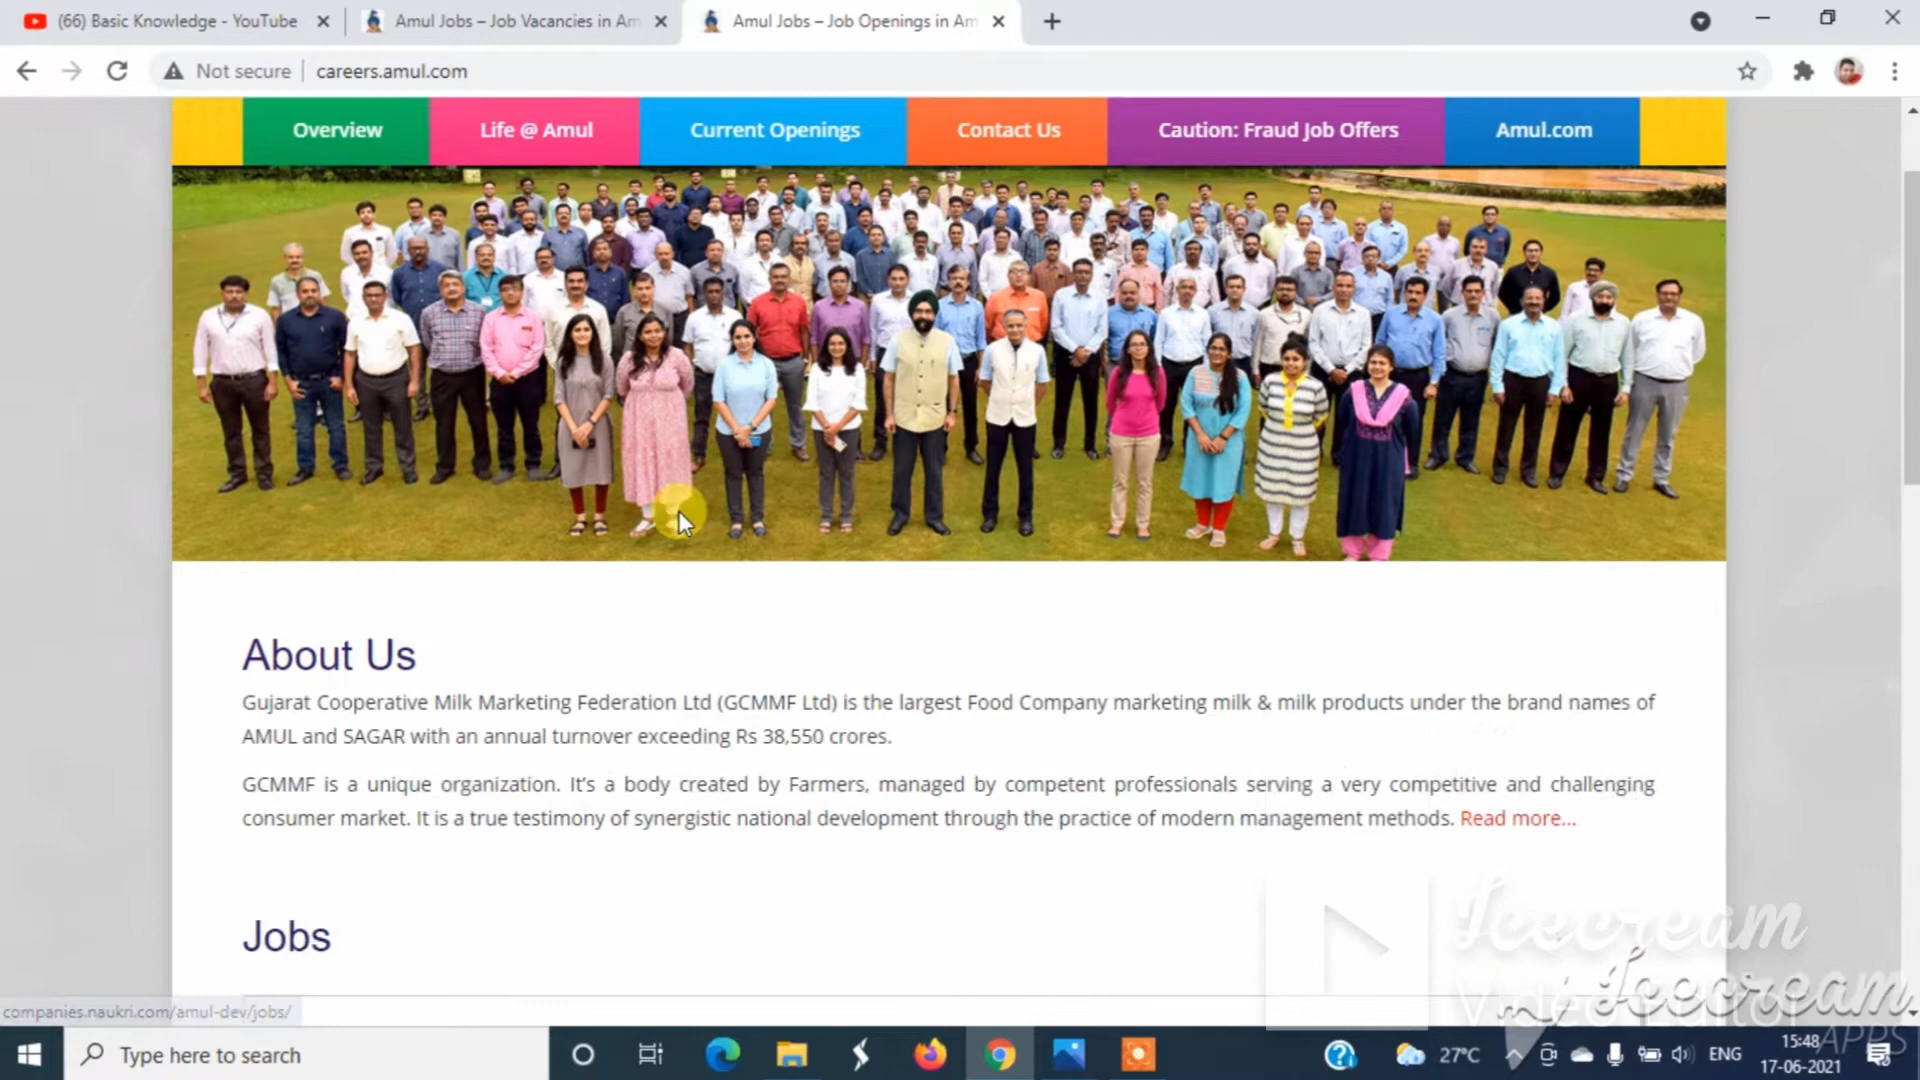 (66) Basic Knowledge - YouTube
Amul Jobs – Job Vacancies in Am
Amul Jobs – Job Openings in Am
Not secure
careers.amul.com
Overview
Life @ Amul
Current Openings
Contact Us
Caution: Fraud Job Offers
Amul.com
About Us
Gujarat Cooperative Milk Marketing Federation Ltd (GCMMF Ltd) is the largest Food Company marketing milk & milk products under the brand names of
AMUL and SAGAR with an annual turnover exceeding Rs 38,550 crores.
GCMMF is a unique organization. It's a body created by Farmers, managed by competent professionals serving a very competitive and challenging
consumer market. It is a true testimony of synergistic national development through the practice of modern management methods. Read more...
Jobs
Icecream
Icecream
Video Editor
APPS
companies.naukri.com/amul-dev/jobs/
Type here to search
27°C
ENG
15:48
17-06-2021